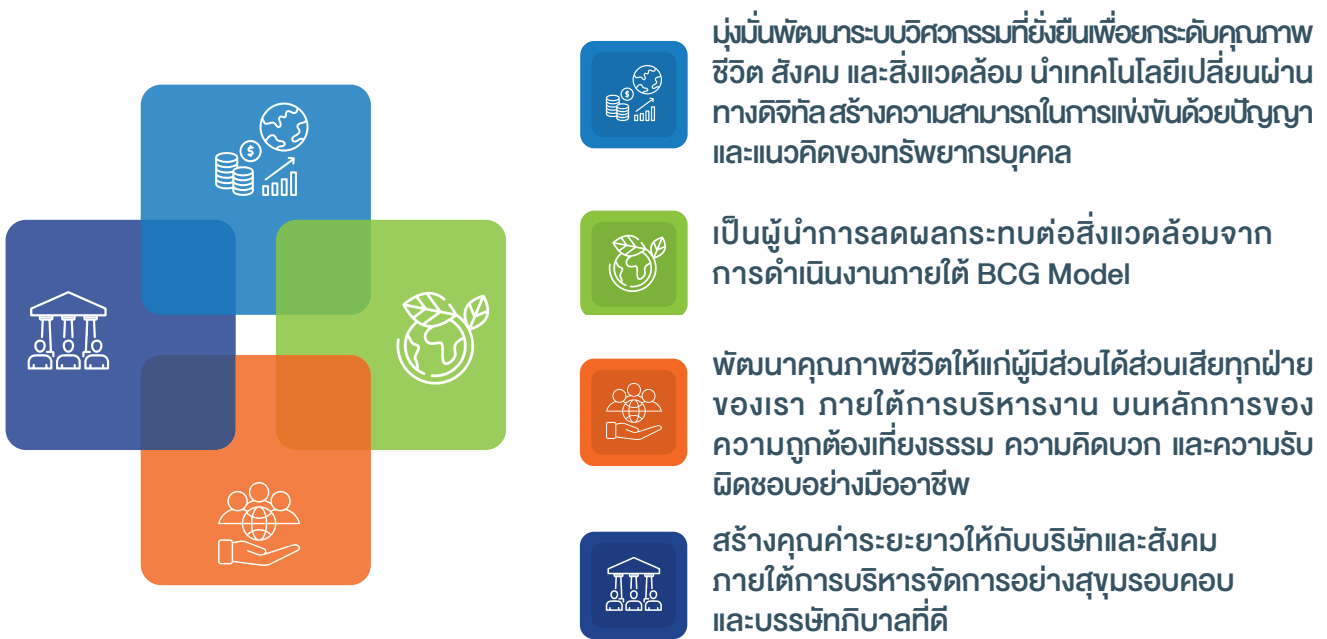 มุ่งมั่นพัฒนาระบบวิศวกรรมที่ยั่งยืนเพื่อยกระดับคุณภาพ
ชีวิต สังคม และสิ่งแวดล้อม นำเทคโนโลยีเปลี่ยนผ่าน
ทางดิจิทัล สร้างความสามารถในการแข่งขันด้วยปัญญา
และแนวคิดของทรัพยากรบุคคล
เป็นผู้นำการลดผลกระทบต่อสิ่งแวดล้อมจาก
การดำเนินงานภายใต้ BCG Model
พัฒนาคุณภาพชีวิตให้แก่ผู้มีส่วนได้ส่วนเสียทุกฝ่าย
ของเรา ภายใต้การบริหารงาน บนหลักการของ
ความถูกต้องเที่ยงธรรม ความคิดบวก และความรับ
ผิดชอบอย่างมืออาชีพ
สร้างคุณค่าระยะยาวให้กับบริษัทและสังคม
ภายใต้การบริหารจัดการอย่างสุขุมรอบคอบ
และบรรษัทภิบาลที่ดี